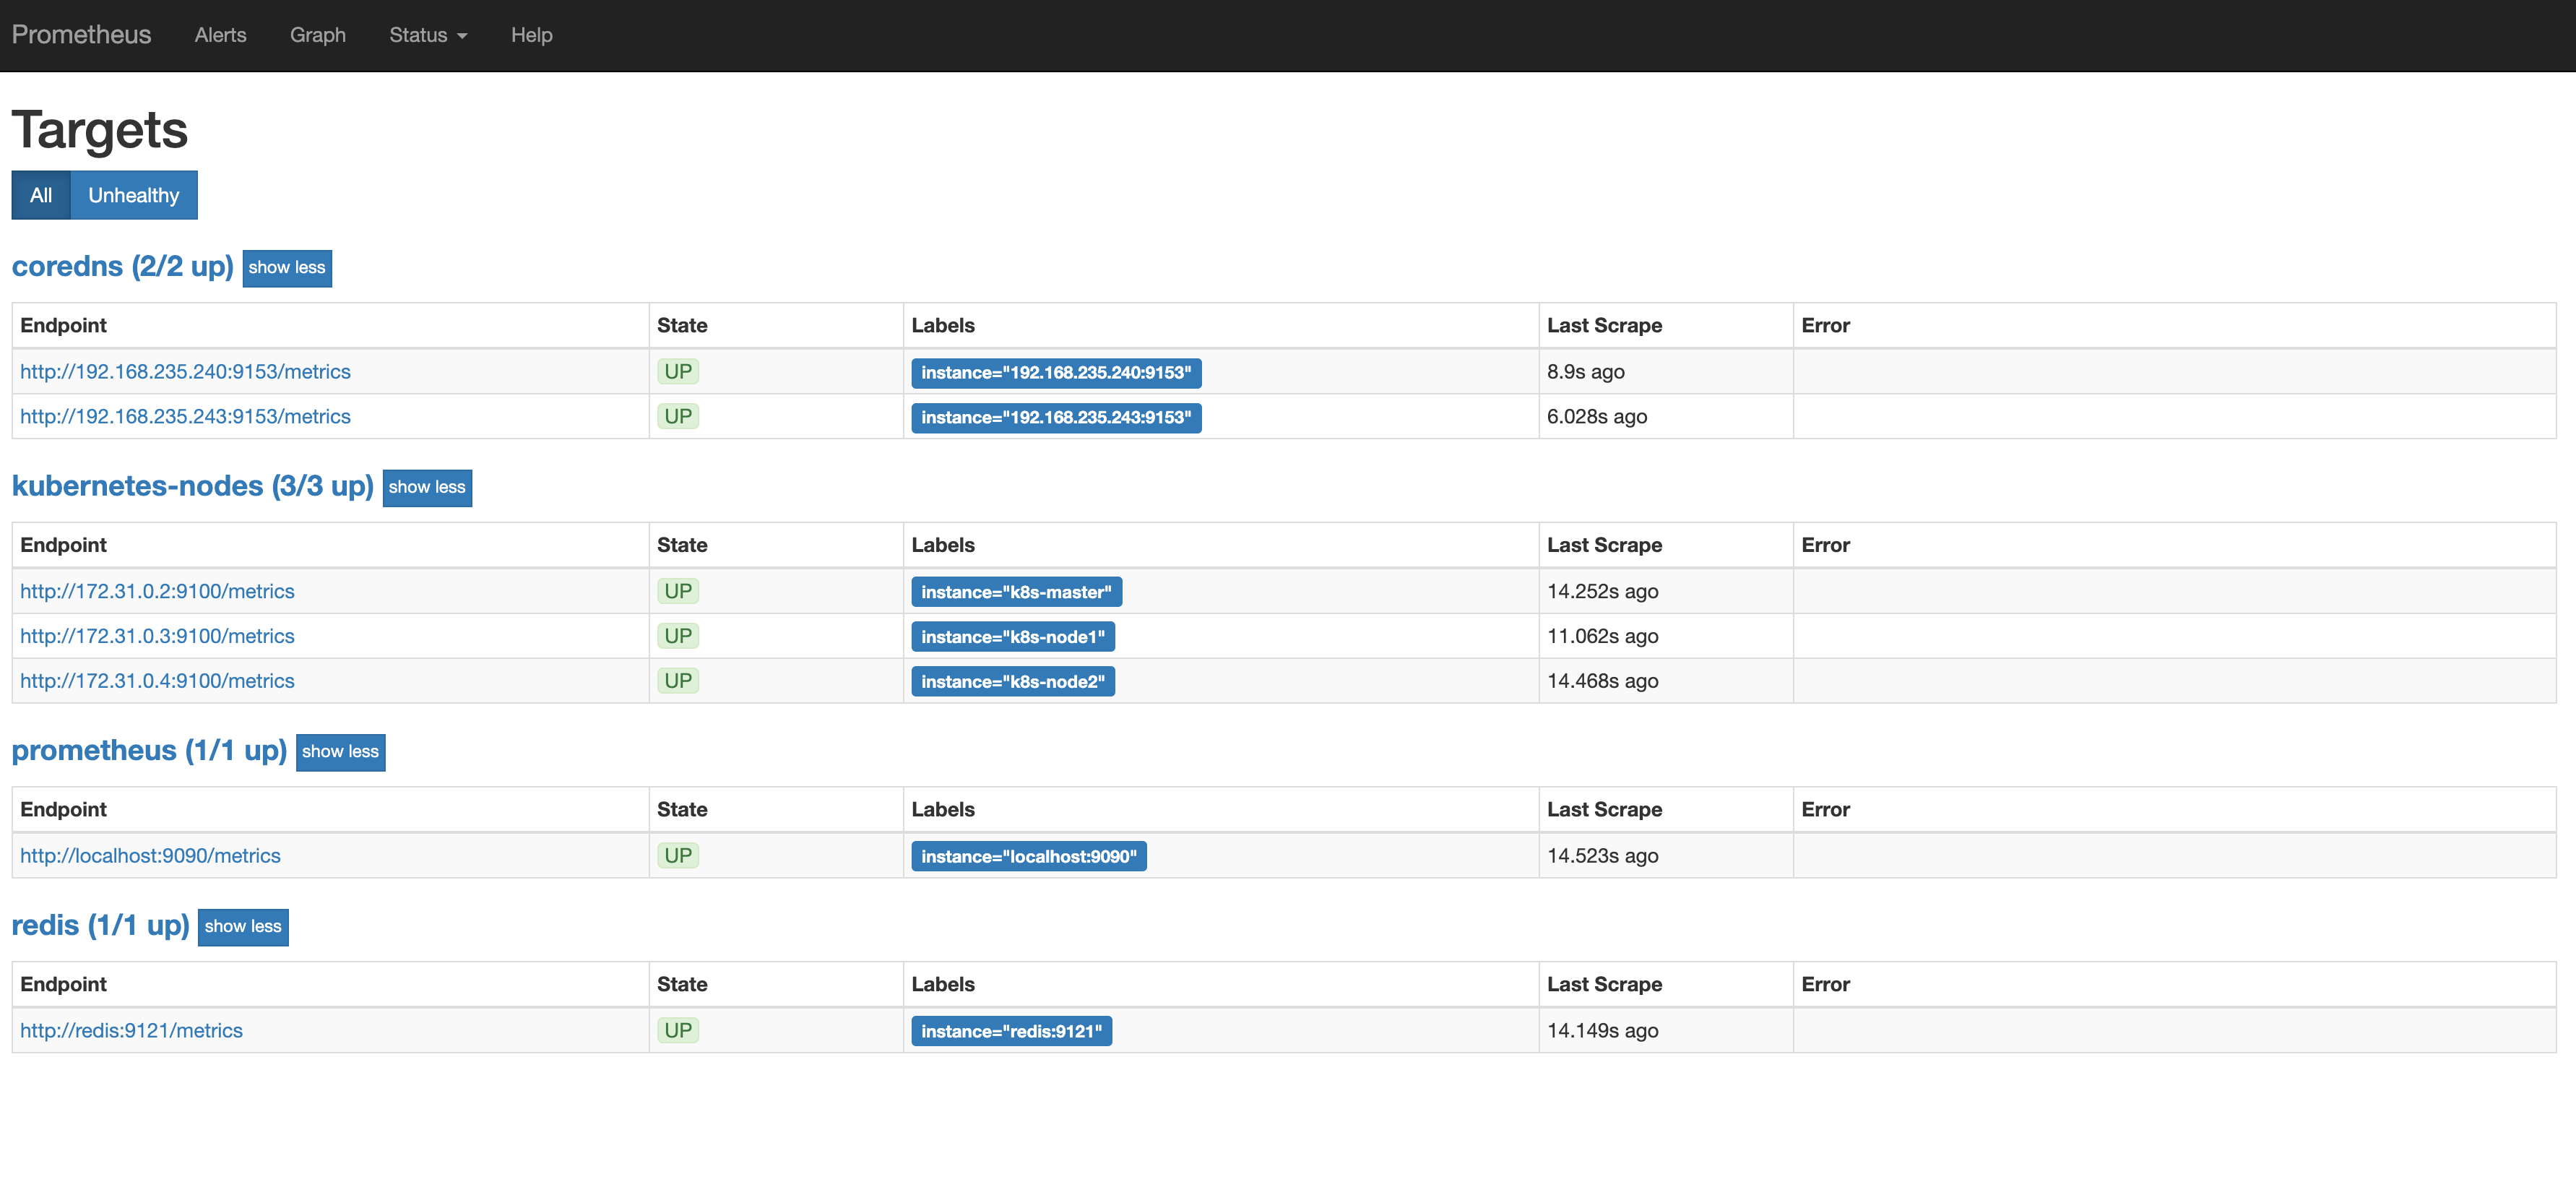 Prometheus Alerts Graph Status Help
Targets
All Unhealthy
coredns (2/2 up) show less
Endpoint State Labels Last Scrape Error
http://192.168.235.240:9153/metrics UP instance="192.168.235.240:9153" 8.9s ago
http://192.168.235.243:9153/metrics UP instance="192.168.235.243:9153" 6.028s ago
kubernetes-nodes (3/3 up) show less
Endpoint State Labels Last Scrape Error
http://172.31.0.2:9100/metrics UP instance="k8s-master" 14.252s ago
http://172.31.0.3:9100/metrics UP instance="k8s-node1" 11.062s ago
http://172.31.0.4:9100/metrics UP instance="k8s-node2" 14.468s ago
prometheus (1/1 up) show less
Endpoint State Labels Last Scrape Error
http://localhost:9090/metrics UP instance="localhost:9090" 14.523s ago
redis (1/1 up) show less
Endpoint State Labels Last Scrape Error
http://redis:9121/metrics UP instance="redis:9121" 14.149s ago